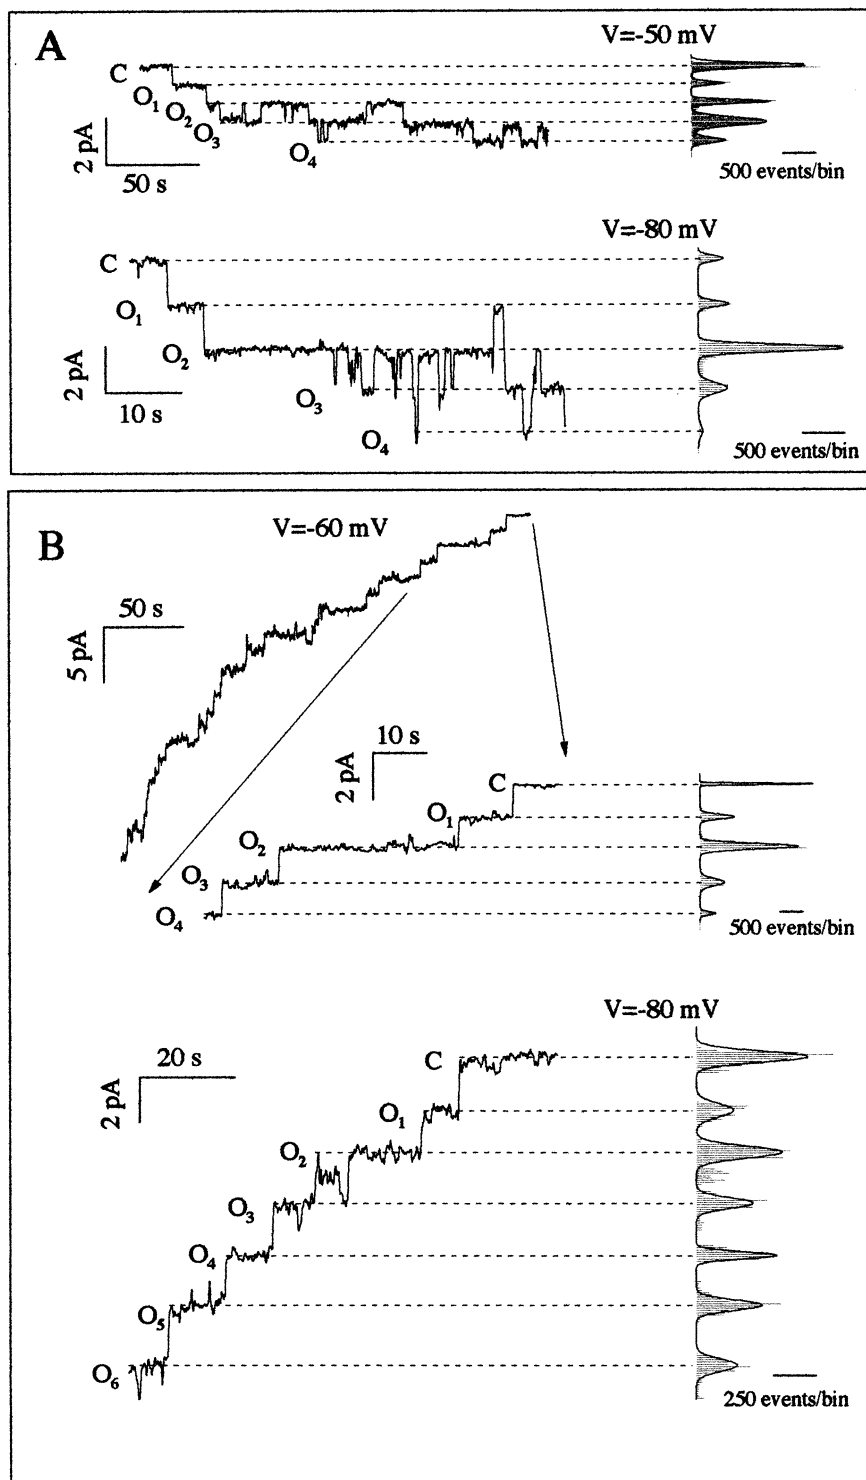 A
V=-50 mV
C
O1
O2
O3
O4
2 pA
50 s
500 events/bin
V=-80 mV
C
O1
O2
O3
O4
2 pA
10 s
500 events/bin
B
V=-60 mV
50 s
5 pA
10 s
2 pA
C
O1
O2
O3
O4
500 events/bin
V=-80 mV
20 s
2 pA
C
O1
O2
O3
O4
O5
O6
250 events/bin